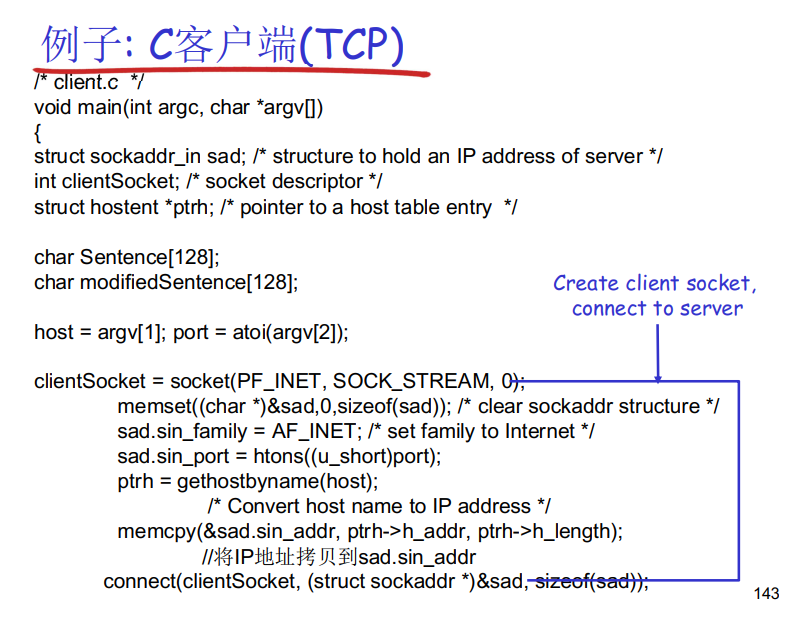 例子: C客户端(TCP)
/* client.c */
void main(int argc, char *argv[])
{
struct sockaddr_in sad; /* structure to hold an IP address of server */
int clientSocket; /* socket descriptor */
struct hostent *ptrh; /* pointer to a host table entry */
char Sentence[128];
char modifiedSentence[128];
Create client socket,
connect to server
host = argv[1]; port = atoi(argv[2]);
clientSocket = socket(PF_INET, SOCK_STREAM, 0);
memset((char *)&sad,0,sizeof(sad)); /* clear sockaddr structure */
sad.sin_family = AF_INET; /* set family to Internet */
sad.sin_port = htons((u_short)port);
ptrh = gethostbyname(host);
/* Convert host name to IP address */
memcpy(&sad.sin_addr, ptrh->h_addr, ptrh->h_length);
//将IP地址拷贝到sad.sin_addr
connect(clientSocket, (struct sockaddr *)&sad, sizeof(sad));
143